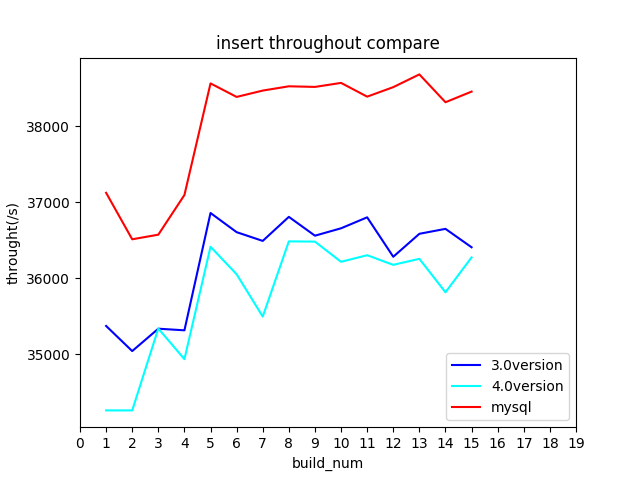 insert throughout compare
throught(/s)
38000
37000
36000
35000
3.0version
4.0version
mysql
0 1 2 3 4 5 6 7 8 9 10 11 12 13 14 15 16 17 18 19
build_num